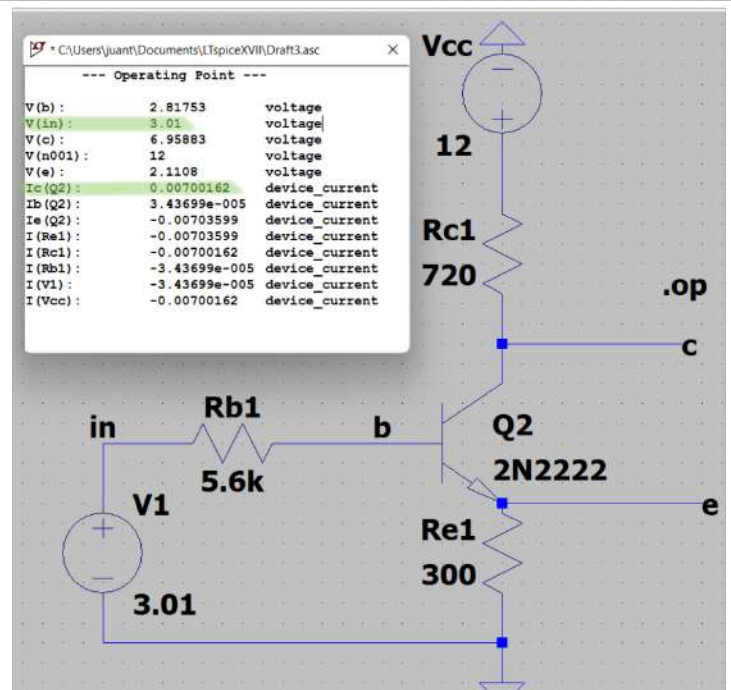 * C:\Users\juant\Documents\LTspiceXVII\Draft3.asc
--- Operating Point ---
V(b): 2.81753 voltage
V(in): 3.01 voltage
V(c): 6.95883 voltage
V(n001): 12 voltage
V(e): 2.1108 voltage
Ic(Q2): 0.00700162 device_current
Ib(Q2): 3.43699e-005 device_current
Ie(Q2): -0.00703599 device_current
I(Re1): -0.00703599 device_current
I(Rc1): -0.00700162 device_current
I(Rb1): -3.43699e-005 device_current
I(V1): -3.43699e-005 device_current
I(Vcc): -0.00700162 device_current
Vcc
12
Rc1
720
.op
c
Rb1
in
b
5.6k
Q2
2N2222
e
V1
3.01
Re1
300